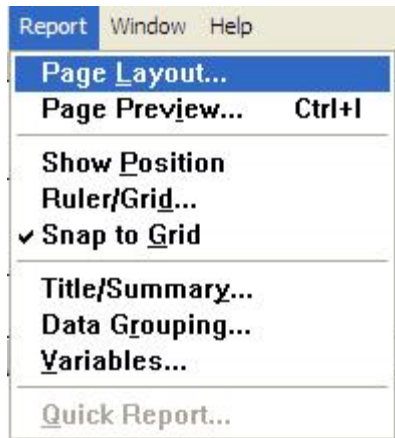 Report Window Help
Page Layout...
Page Preview... Ctrl+I
Show Position
Ruler/Grid...
Snap to Grid
Title/Summary...
Data Grouping...
Variables...
Quick Report...